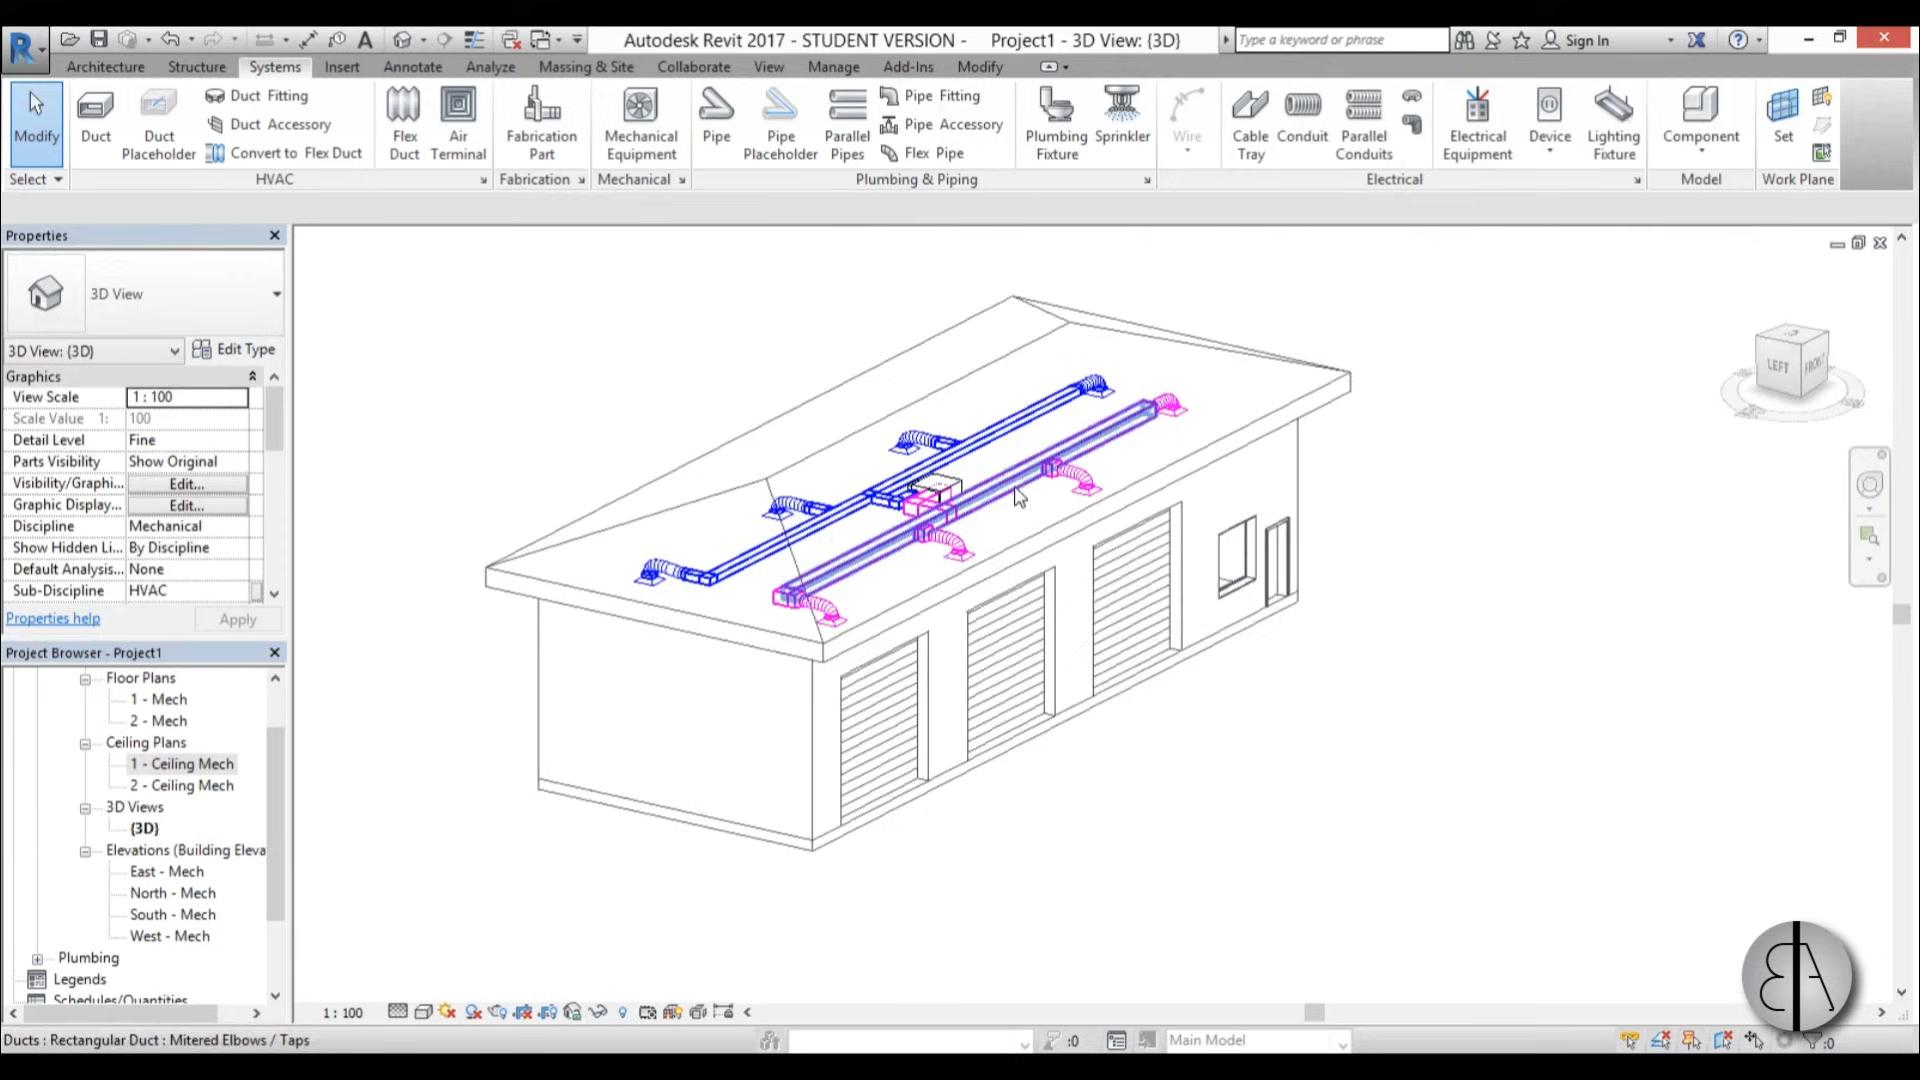 Autodesk Revit 2017 - STUDENT VERSION - Project1 - 3D View: {3D}
Type a keyword or phrase
Sign In
Architecture Structure Systems Insert Annotate Analyze Massing & Site Collaborate View Manage Add-Ins Modify
Modify
Select
Duct
Duct Placeholder
Duct Fitting
Duct Accessory
Convert to Flex Duct
Flex Duct
Air Terminal
HVAC
Fabrication Part
Fabrication
Mechanical Equipment
Mechanical
Pipe
Pipe Placeholder
Parallel Pipes
Pipe Fitting
Pipe Accessory
Flex Pipe
Plumbing Fixture
Sprinkler
Plumbing & Piping
Wire
Cable Tray
Conduit
Parallel Conduits
Electrical Equipment
Device
Lighting Fixture
Electrical
Component
Model
Set
Work Plane
Properties
3D View
3D View: {3D} Edit Type
Graphics
View Scale 1 : 100
Scale Value 1: 100
Detail Level Fine
Parts Visibility Show Original
Visibility/Graphi... Edit...
Graphic Display... Edit...
Discipline Mechanical
Show Hidden Li... By Discipline
Default Analysis... None
Sub-Discipline HVAC
Properties help Apply
Project Browser - Project1
Floor Plans
1 - Mech
2 - Mech
Ceiling Plans
1 - Ceiling Mech
2 - Ceiling Mech
3D Views
{3D}
Elevations (Building Eleva
East - Mech
North - Mech
South - Mech
West - Mech
Plumbing
Legends
Schedules/Quantities
LEFT FRONT
1 : 100
Ducts : Rectangular Duct : Mitered Elbows / Taps
:0
Main Model
:0
BA